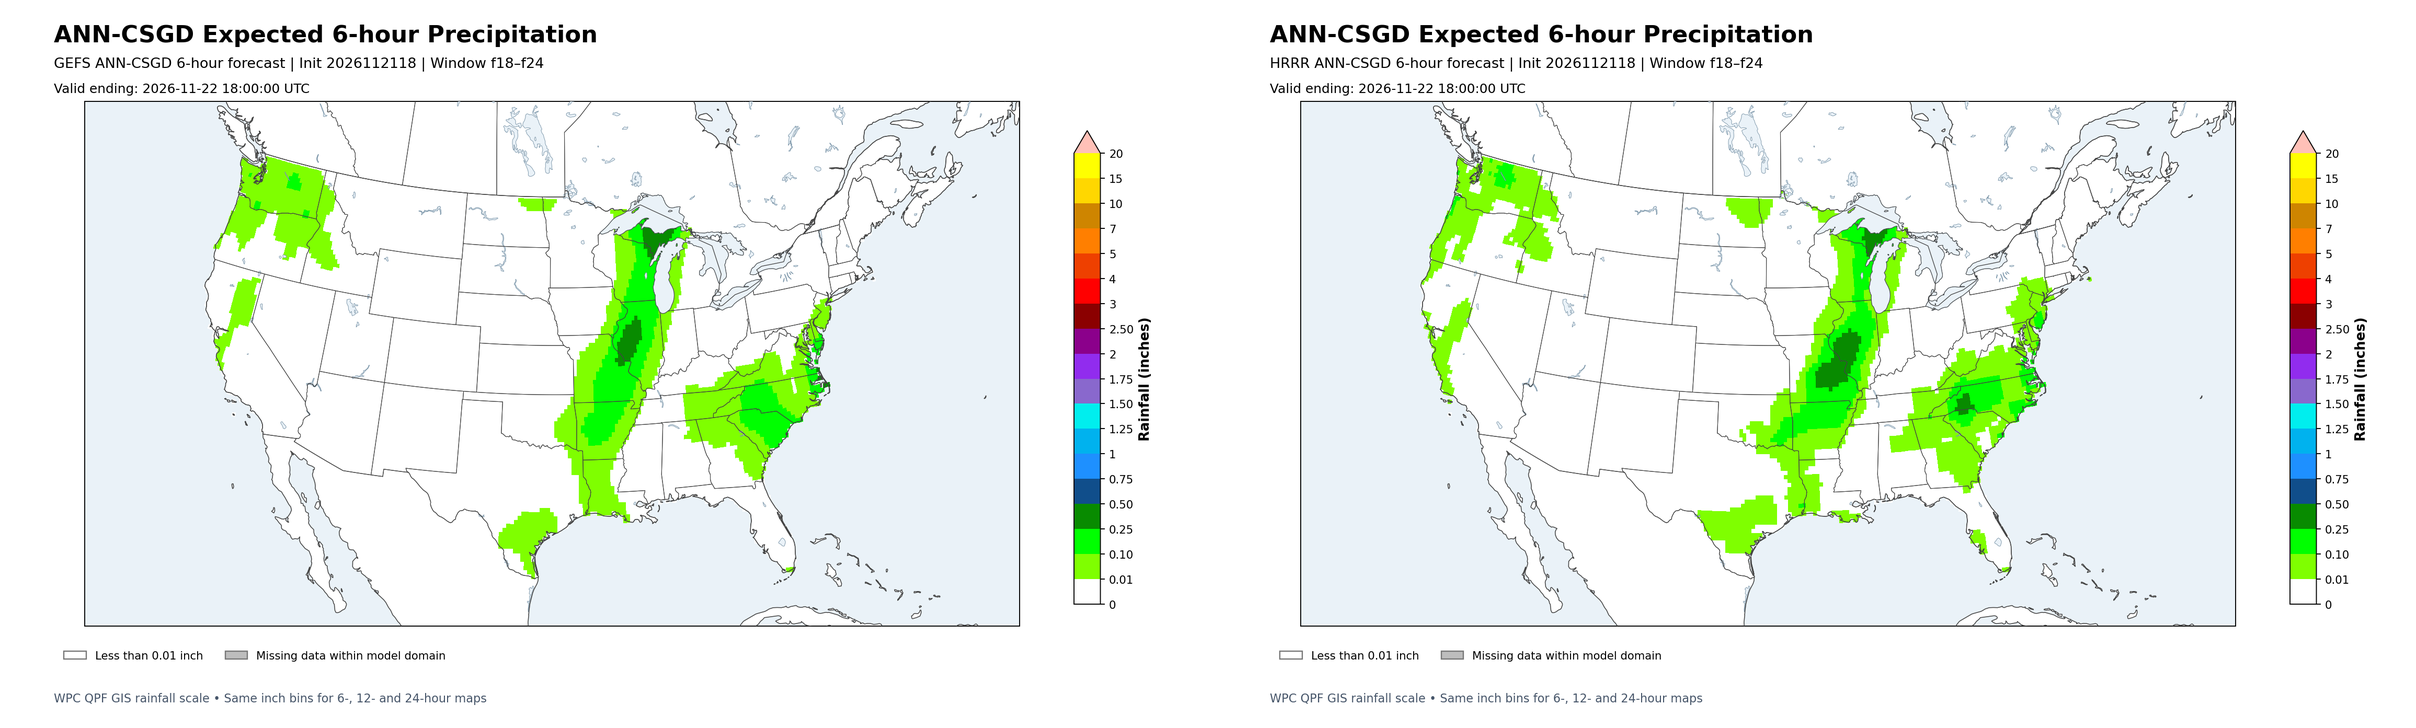 ANN-CSGD Expected 6-hour Precipitation
GEFS ANN-CSGD 6-hour forecast | Init 2026112118 | Window f18–f24
Valid ending: 2026-11-22 18:00:00 UTC
20
15
10
7
5
4
3
2.50
2
1.75
1.50
1.25
1
0.75
0.50
0.25
0.10
0.01
0
Rainfall (inches)
Less than 0.01 inch
Missing data within model domain
WPC QPF GIS rainfall scale • Same inch bins for 6-, 12- and 24-hour maps
ANN-CSGD Expected 6-hour Precipitation
HRRR ANN-CSGD 6-hour forecast | Init 2026112118 | Window f18–f24
Valid ending: 2026-11-22 18:00:00 UTC
20
15
10
7
5
4
3
2.50
2
1.75
1.50
1.25
1
0.75
0.50
0.25
0.10
0.01
0
Rainfall (inches)
Less than 0.01 inch
Missing data within model domain
WPC QPF GIS rainfall scale • Same inch bins for 6-, 12- and 24-hour maps